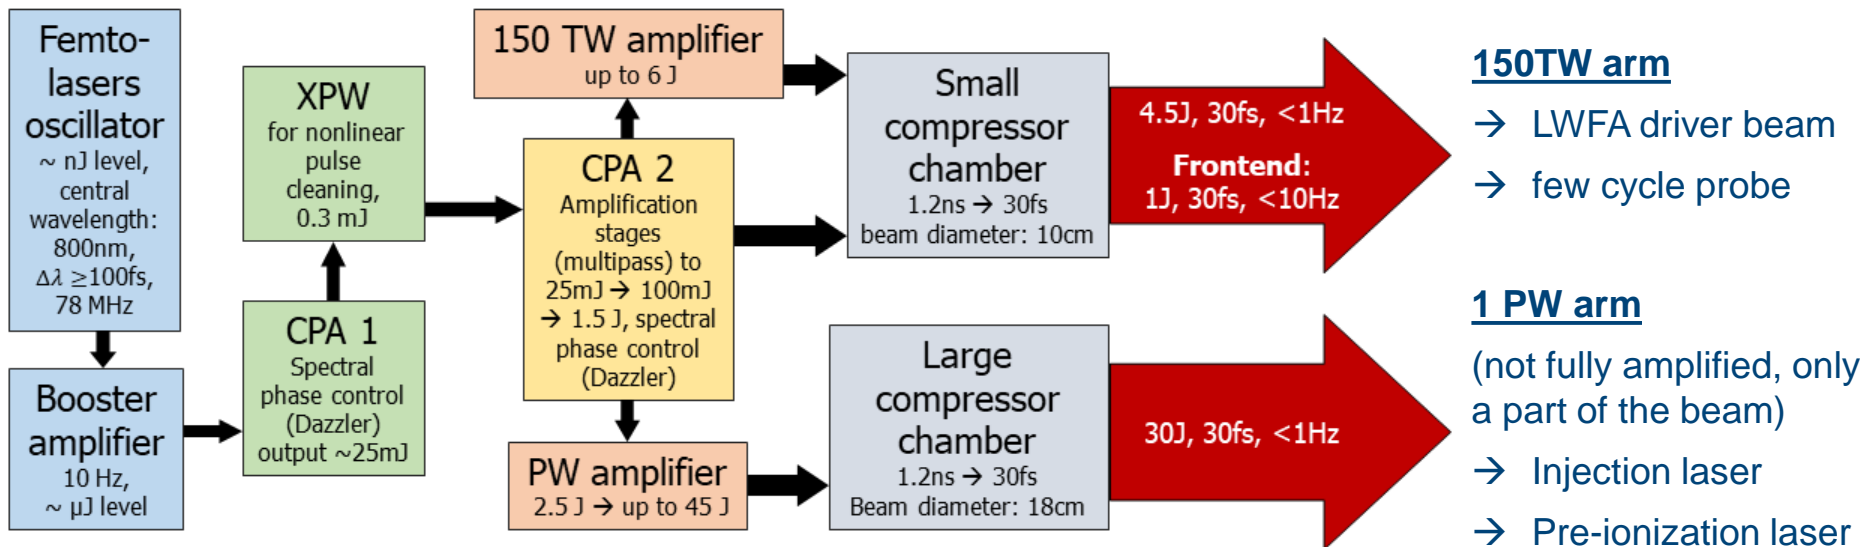 Femto-
lasers
oscillator
~ nJ level,
central
wavelength:
800nm,
Δλ ≥100fs,
78 MHz
Booster
amplifier
10 Hz,
~ µJ level
XPW
for nonlinear
pulse
cleaning,
0.3 mJ
CPA 1
Spectral
phase control
(Dazzler)
output ~25mJ
150 TW amplifier
up to 6 J
CPA 2
Amplification
stages
(multipass) to
25mJ → 100mJ
→ 1.5 J, spectral
phase control
(Dazzler)
PW amplifier
2.5 J → up to 45 J
Small
compressor
chamber
1.2ns → 30fs
beam diameter: 10cm
Large
compressor
chamber
1.2ns → 30fs
Beam diameter: 18cm
4.5J, 30fs, <1Hz
Frontend:
1J, 30fs, <10Hz
30J, 30fs, <1Hz
150TW arm
→ LWFA driver beam
→ few cycle probe
1 PW arm
(not fully amplified, only
a part of the beam)
→ Injection laser
→ Pre-ionization laser